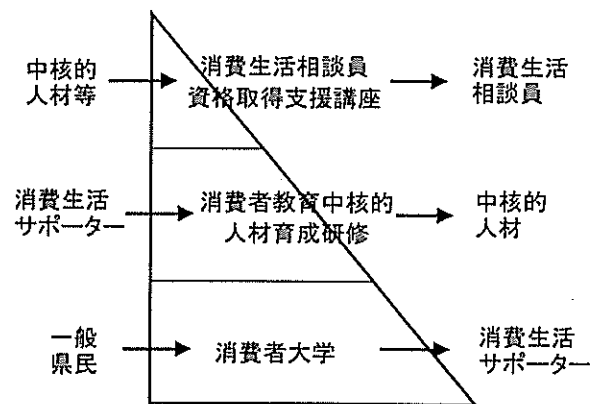 中核的
人材等
消費生活相談員
資格取得支援講座
消費生活
相談員
消費生活
サポーター
消費者教育中核的
人材育成研修
中核的
人材
一般
県民
消費者大学
消費生活
サポーター